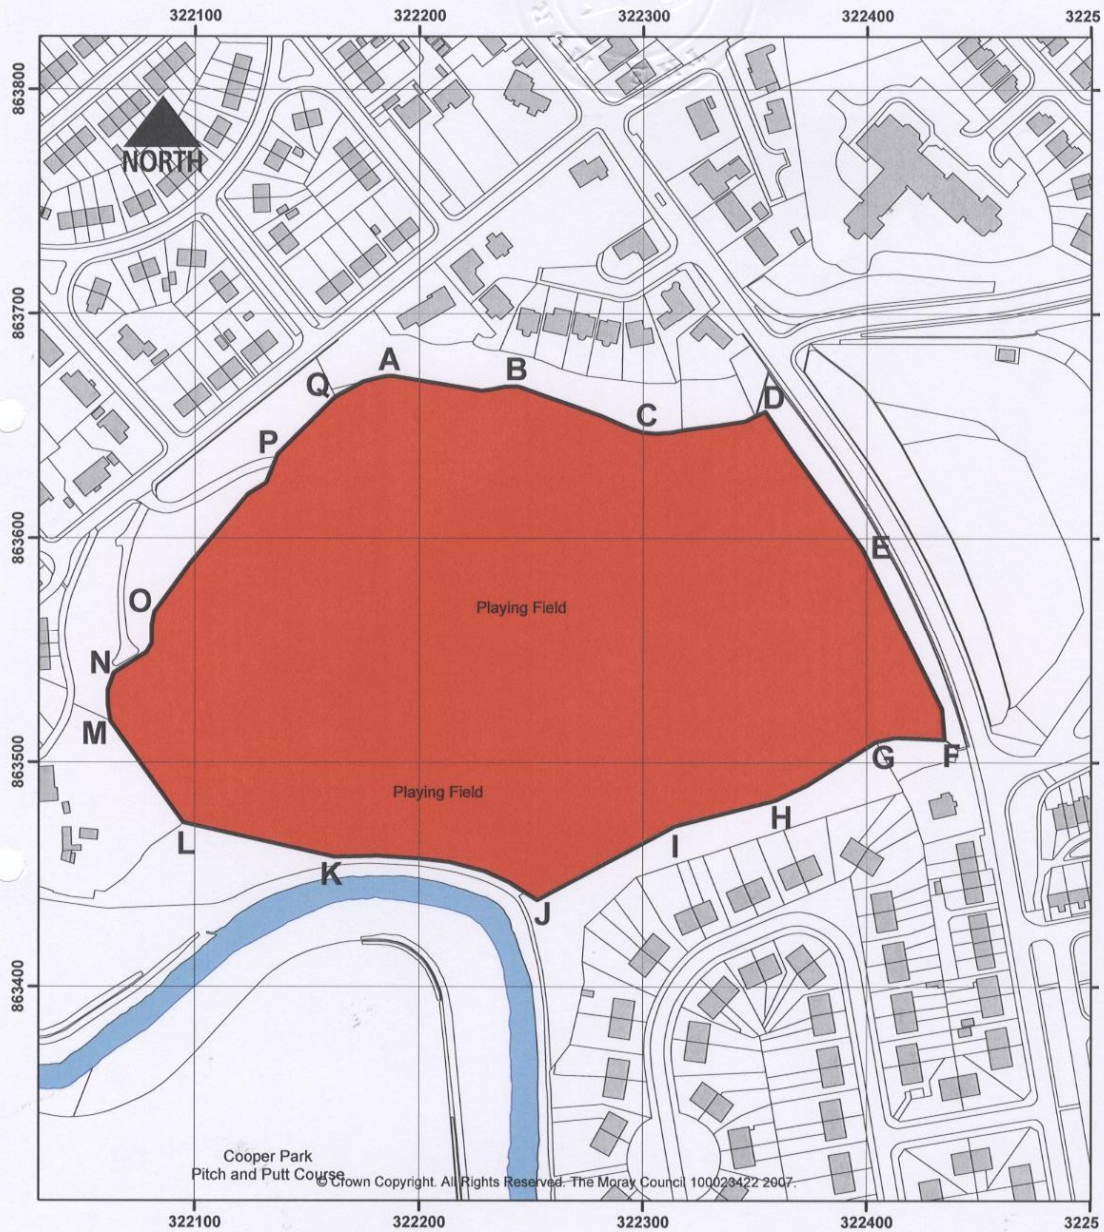 322100 322200 322300 322400 3225
863800
NORTH
863700
A
B
Q
D
C
P
863600
E
O
Playing Field
N
M
863500
F
G
Playing Field
H
L
I
K
J
863400
Cooper Park
Pitch and Putt Course
© Crown Copyright. All Rights Reserved. The Moray Council 100023422 2007.
322100 322200 322300 322400 3225